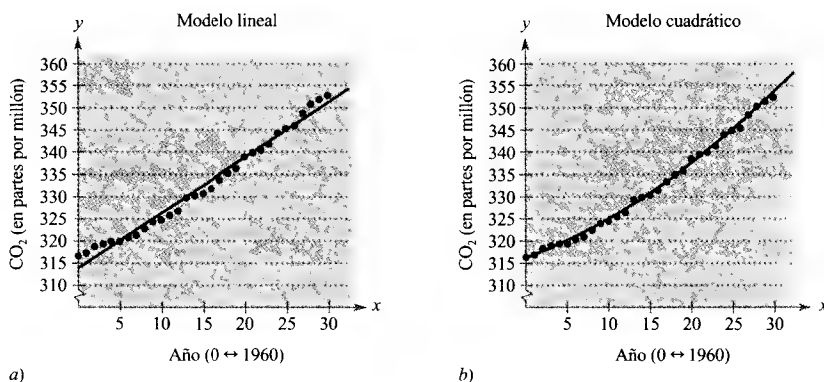 Modelo lineal
y
CO₂ (en partes por millón)
360
355
350
345
340
335
330
325
320
315
310
5 10 15 20 25 30
x
Año (0 ↔ 1960)
a)
Modelo cuadrático
y
CO₂ (en partes por millón)
360
355
350
345
340
335
330
325
320
315
310
5 10 15 20 25 30
x
Año (0 ↔ 1960)
b)